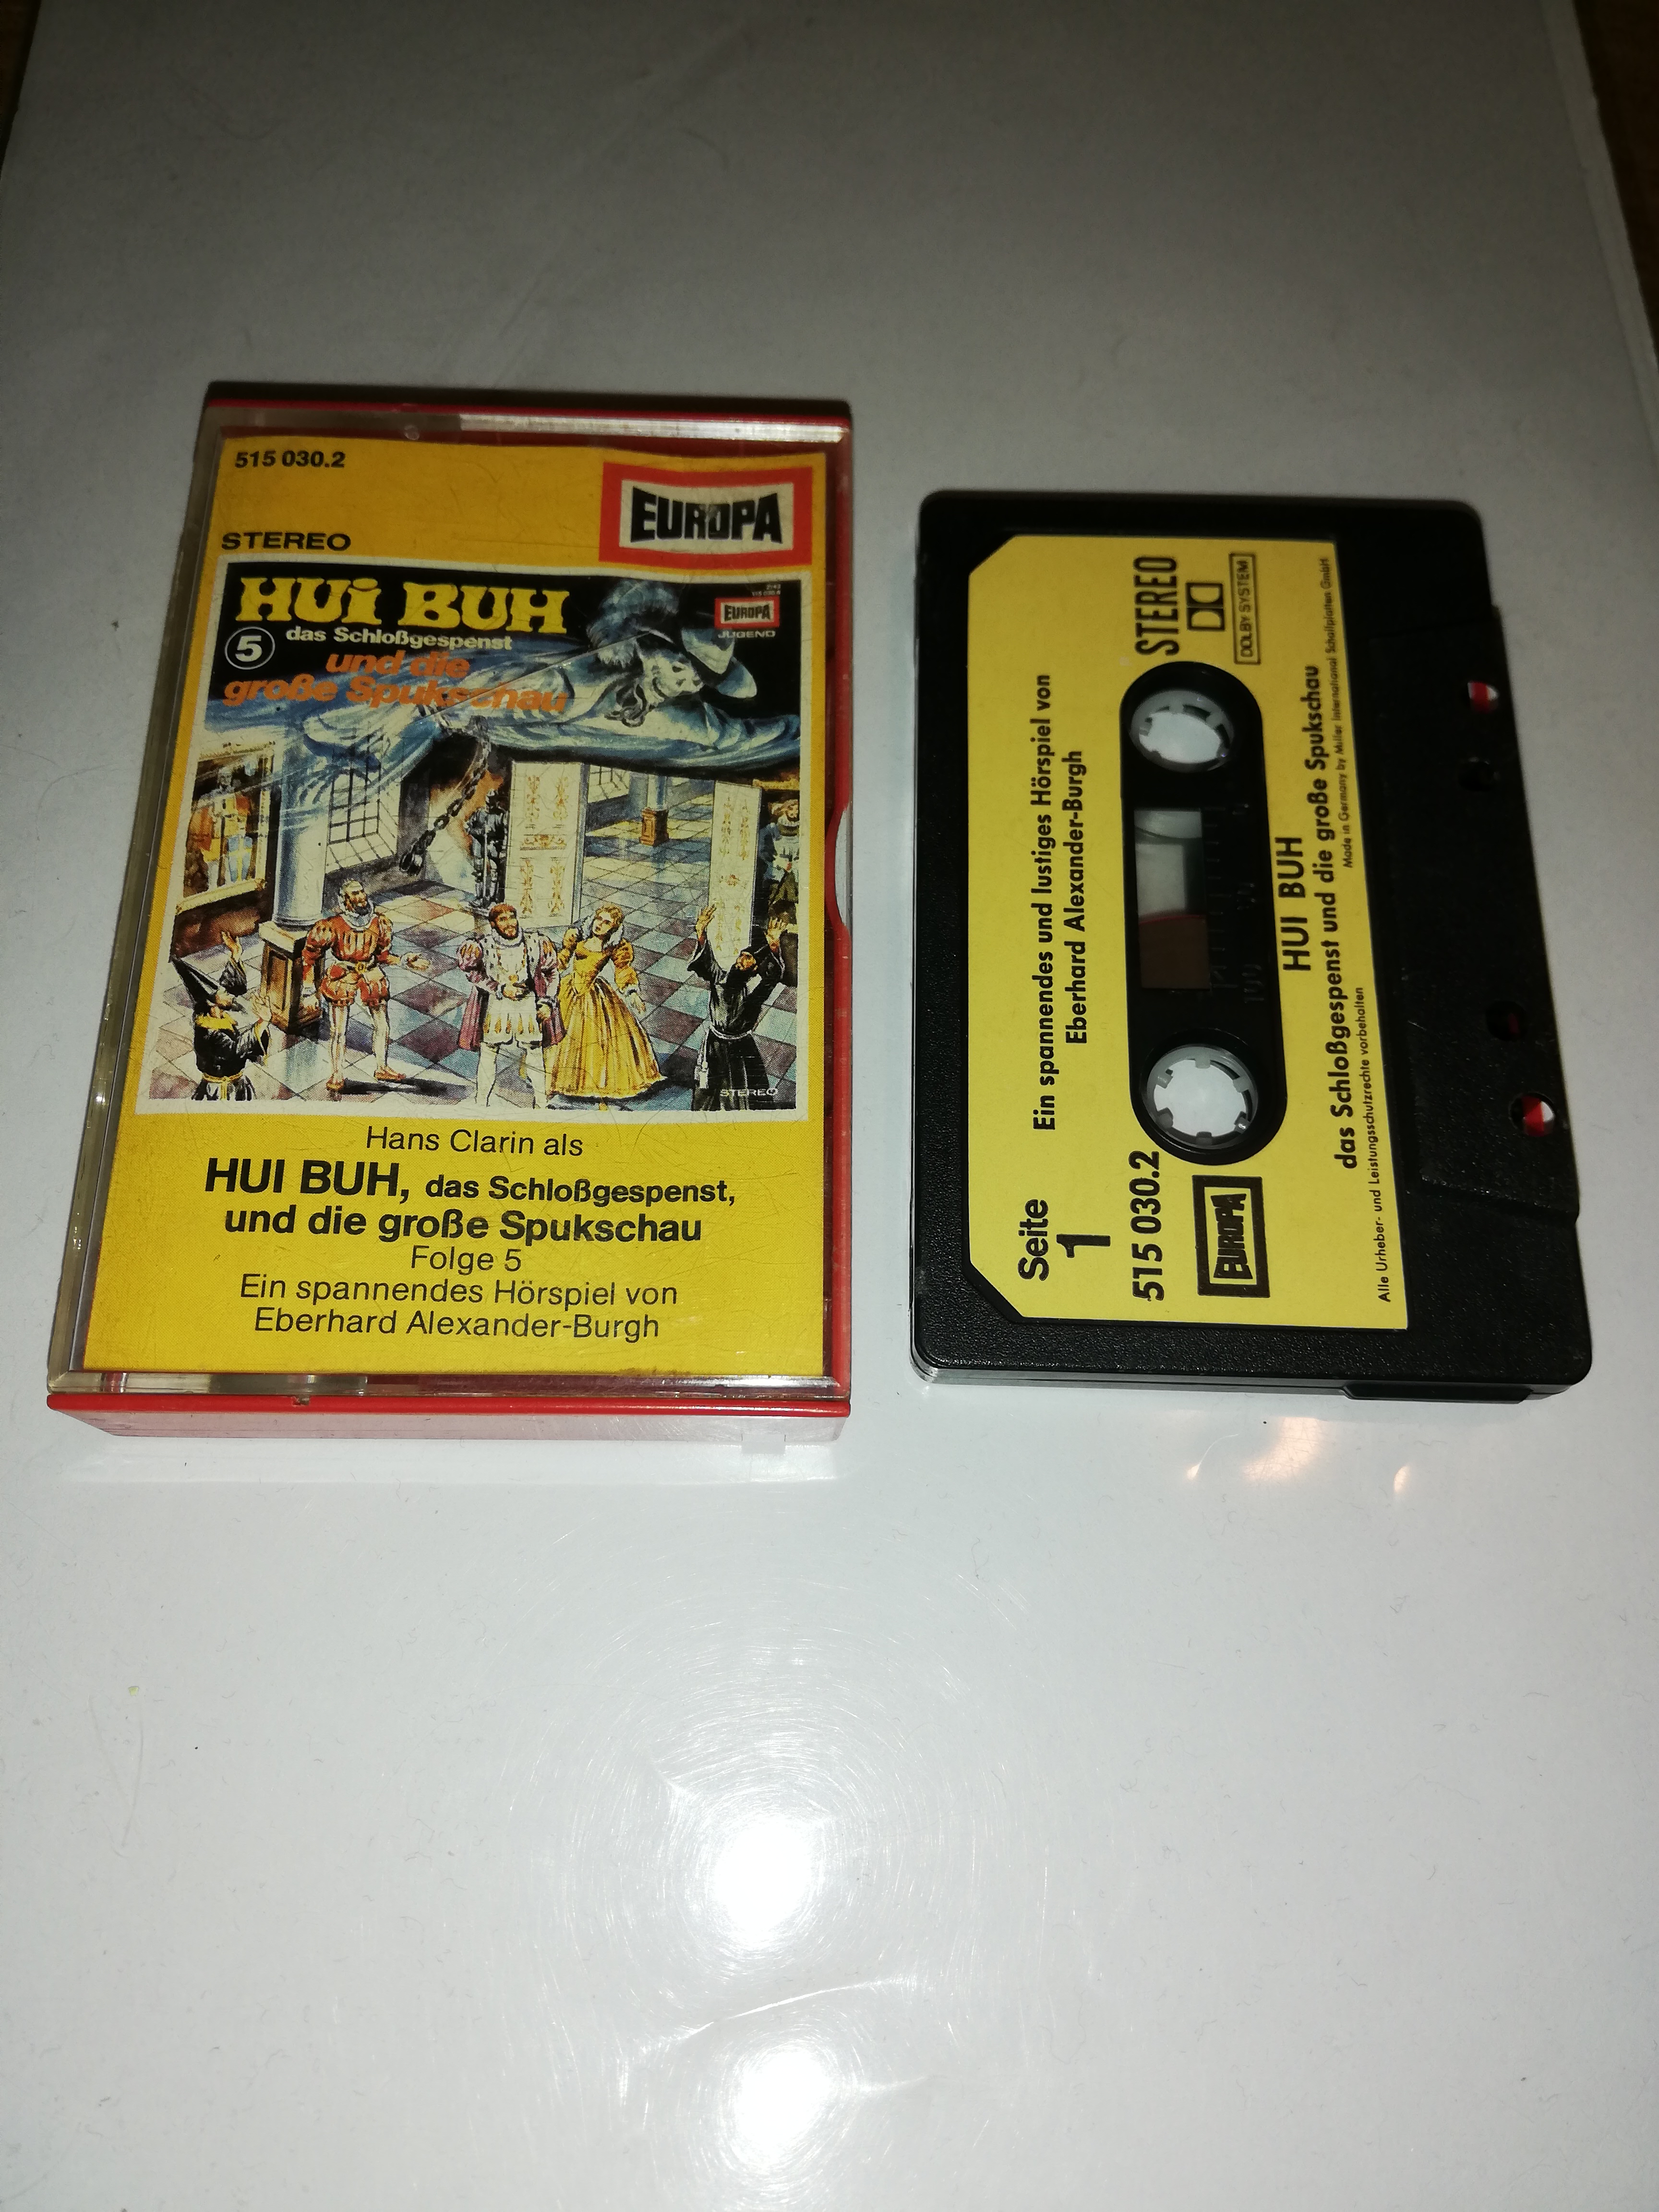 515 030.2
EUROPA
STEREO
HUi BUH
EUROPA
JUGEND
5
das Schloßgespenst
und die
große Spukschau
STEREO
Hans Clarin als
HUI BUH, das Schloßgespenst,
und die große Spukschau
Folge 5
Ein spannendes Hörspiel von
Eberhard Alexander-Burgh
Seite
1
Ein spannendes und lustiges Hörspiel von
Eberhard Alexander-Burgh
515 030.2
STEREO
DOLBY SYSTEM
EUROPA
HUI BUH
das Schloßgespenst und die große Spukschau
Made in Germany by Miller International Schallplatten GmbH
Alle Urheber- und Leistungsschutzrechte vorbehalten